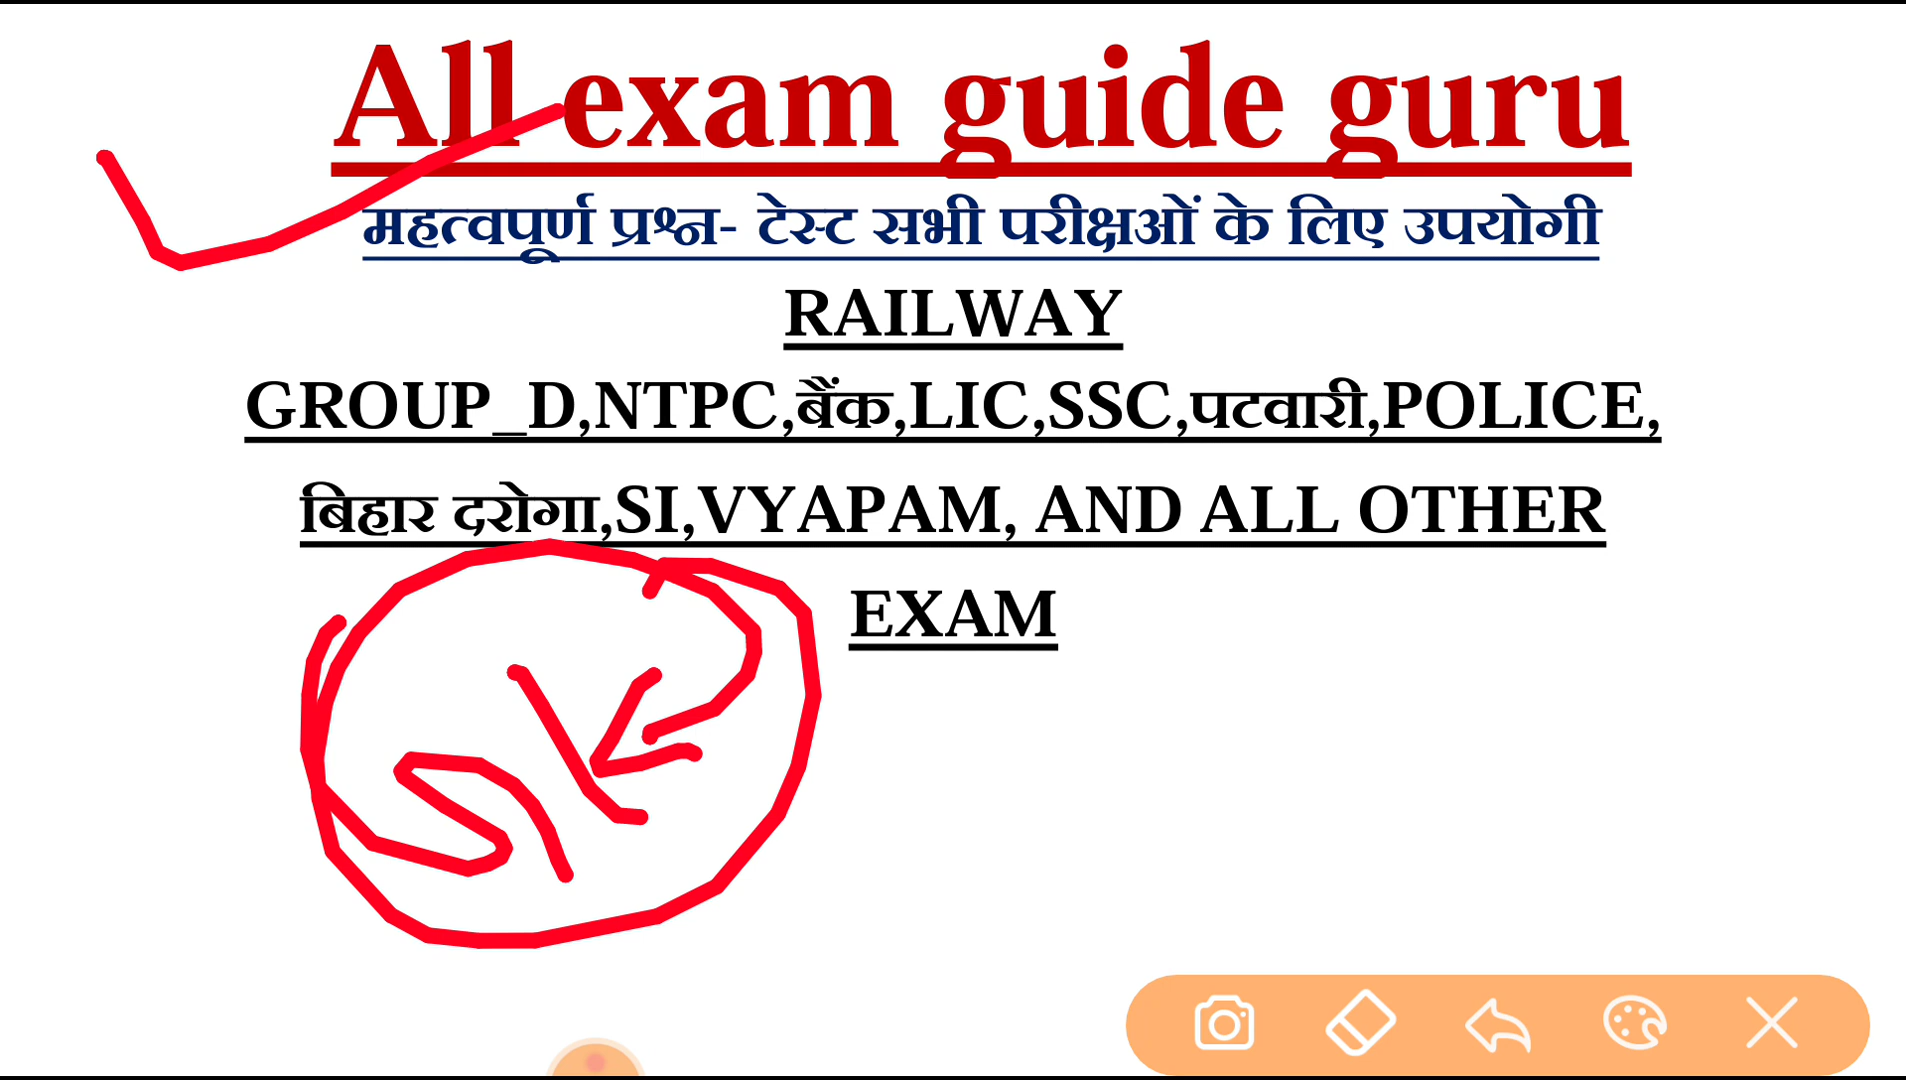 All exam guide guru
महत्वपूर्ण प्रश्न- टेस्ट सभी परीक्षओं के लिए उपयोगी
RAILWAY
GROUP_D,NTPC,बैंक,LIC,SSC,पटवारी,POLICE,
बिहार दरोगा,SI,VYAPAM, AND ALL OTHER
EXAM